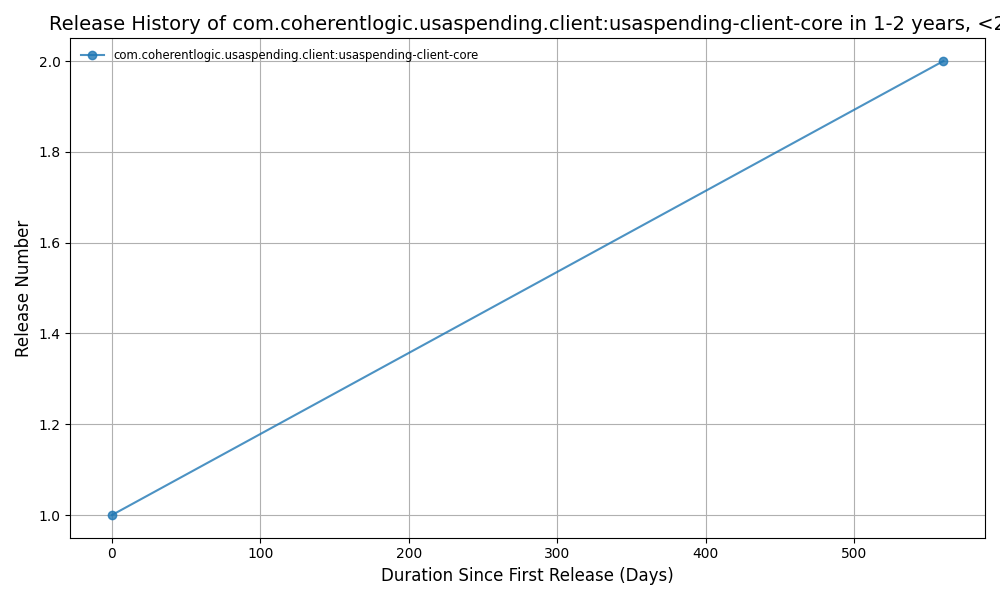 Release History of com.coherentlogic.usaspending.client:usaspending-client-core in 1-2 years, <2
com.coherentlogic.usaspending.client:usaspending-client-core
2.0
1.8
1.6
1.4
1.2
1.0
Release Number
0 100 200 300 400 500
Duration Since First Release (Days)